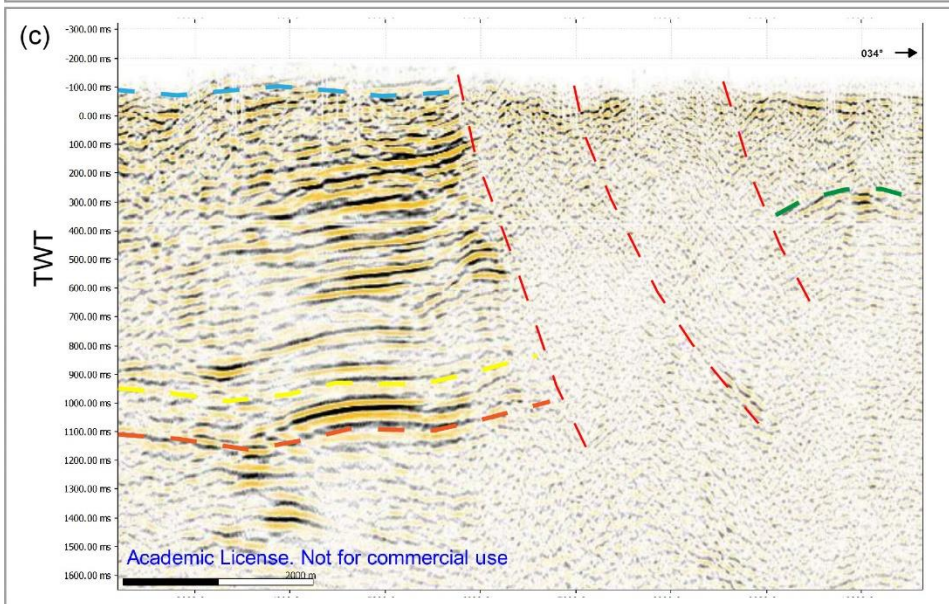 (c)
034°
-300.00 ms
-200.00 ms
-100.00 ms
0.00 ms
100.00 ms
200.00 ms
300.00 ms
400.00 ms
500.00 ms
600.00 ms
700.00 ms
800.00 ms
900.00 ms
1000.00 ms
1100.00 ms
1200.00 ms
1300.00 ms
1400.00 ms
1500.00 ms
1600.00 ms
TWT
Academic License. Not for commercial use
2000 m